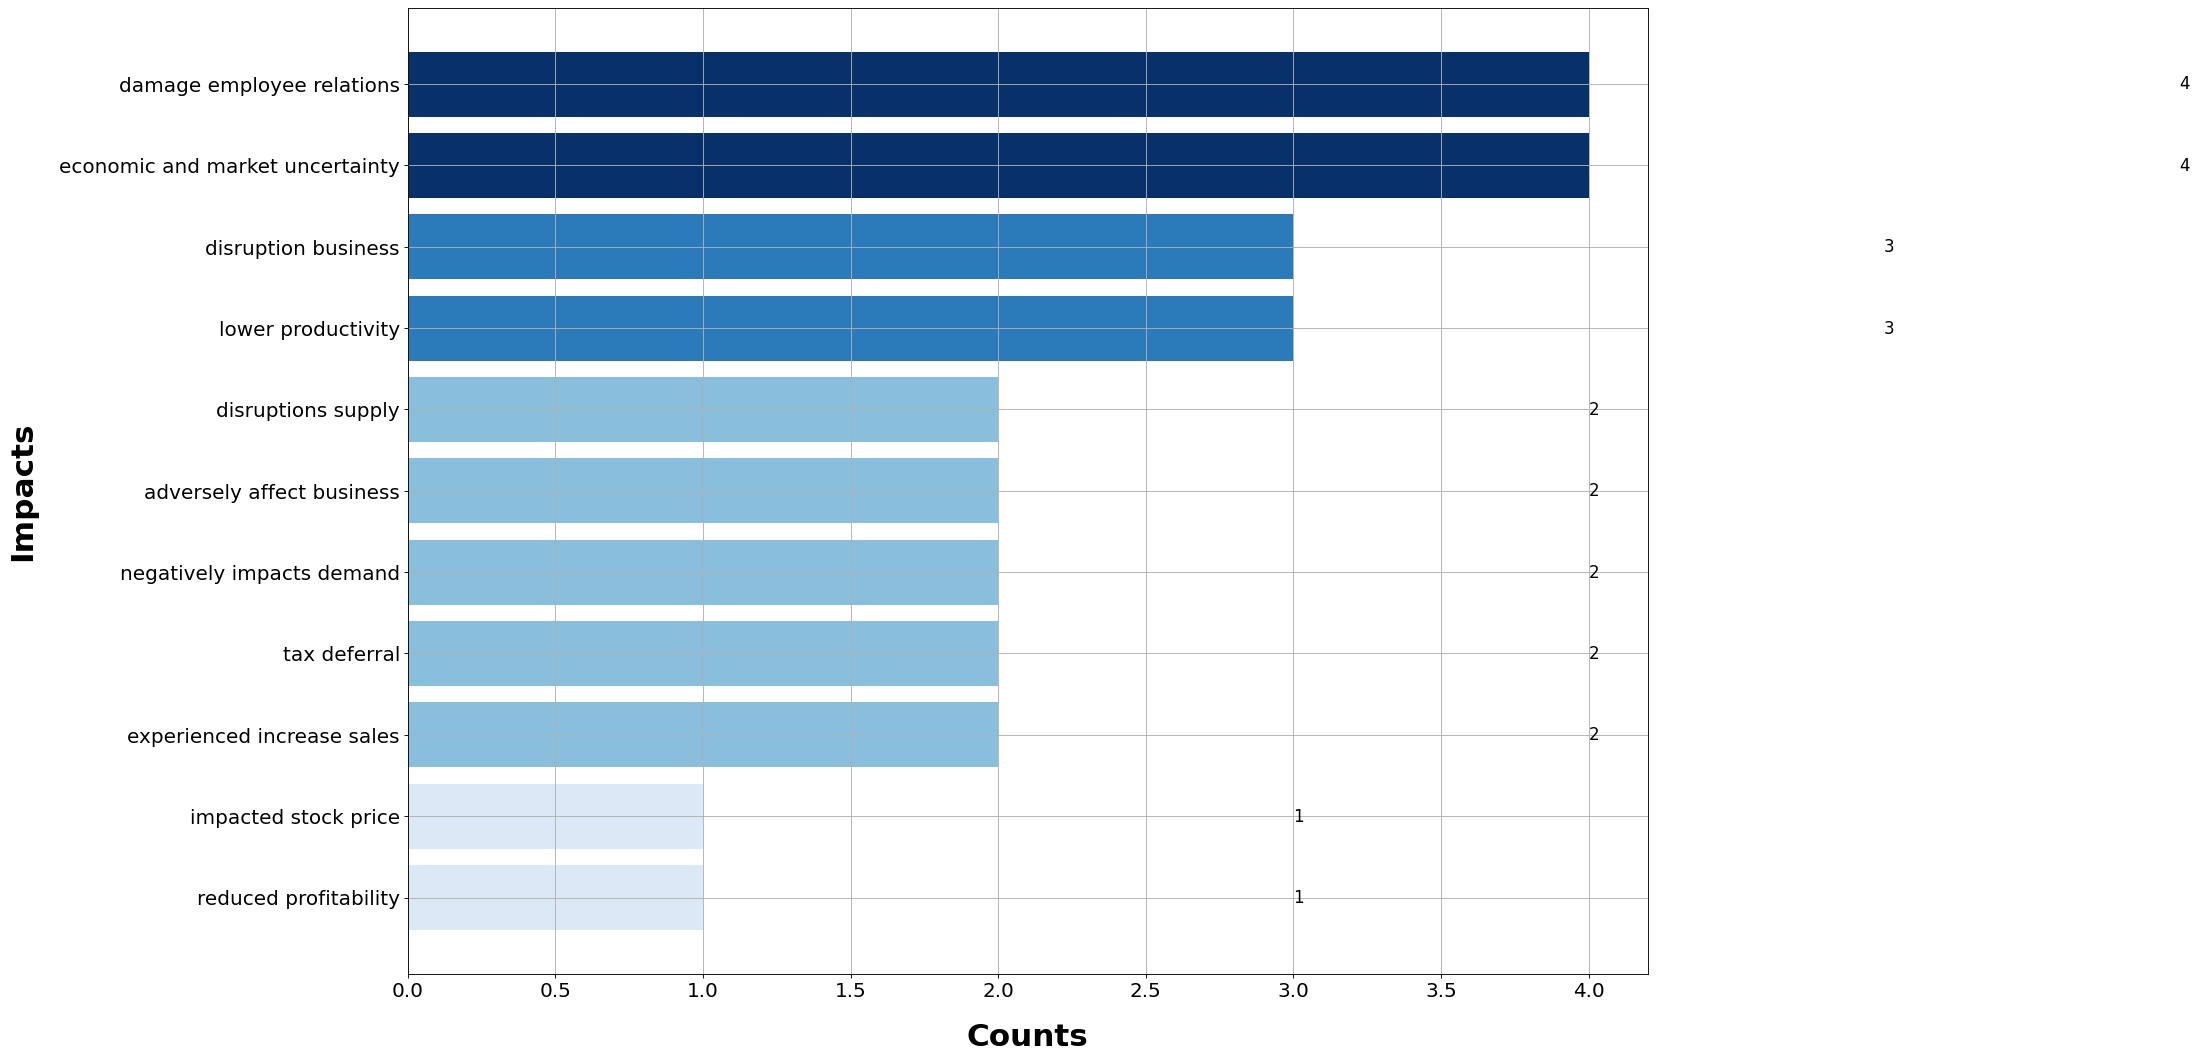 damage employee relations 4
economic and market uncertainty 4
disruption business 3
lower productivity 3
disruptions supply 2
adversely affect business 2
negatively impacts demand 2
tax deferral 2
experienced increase sales 2
impacted stock price 1
reduced profitability 1
Impacts
0.0 0.5 1.0 1.5 2.0 2.5 3.0 3.5 4.0
Counts